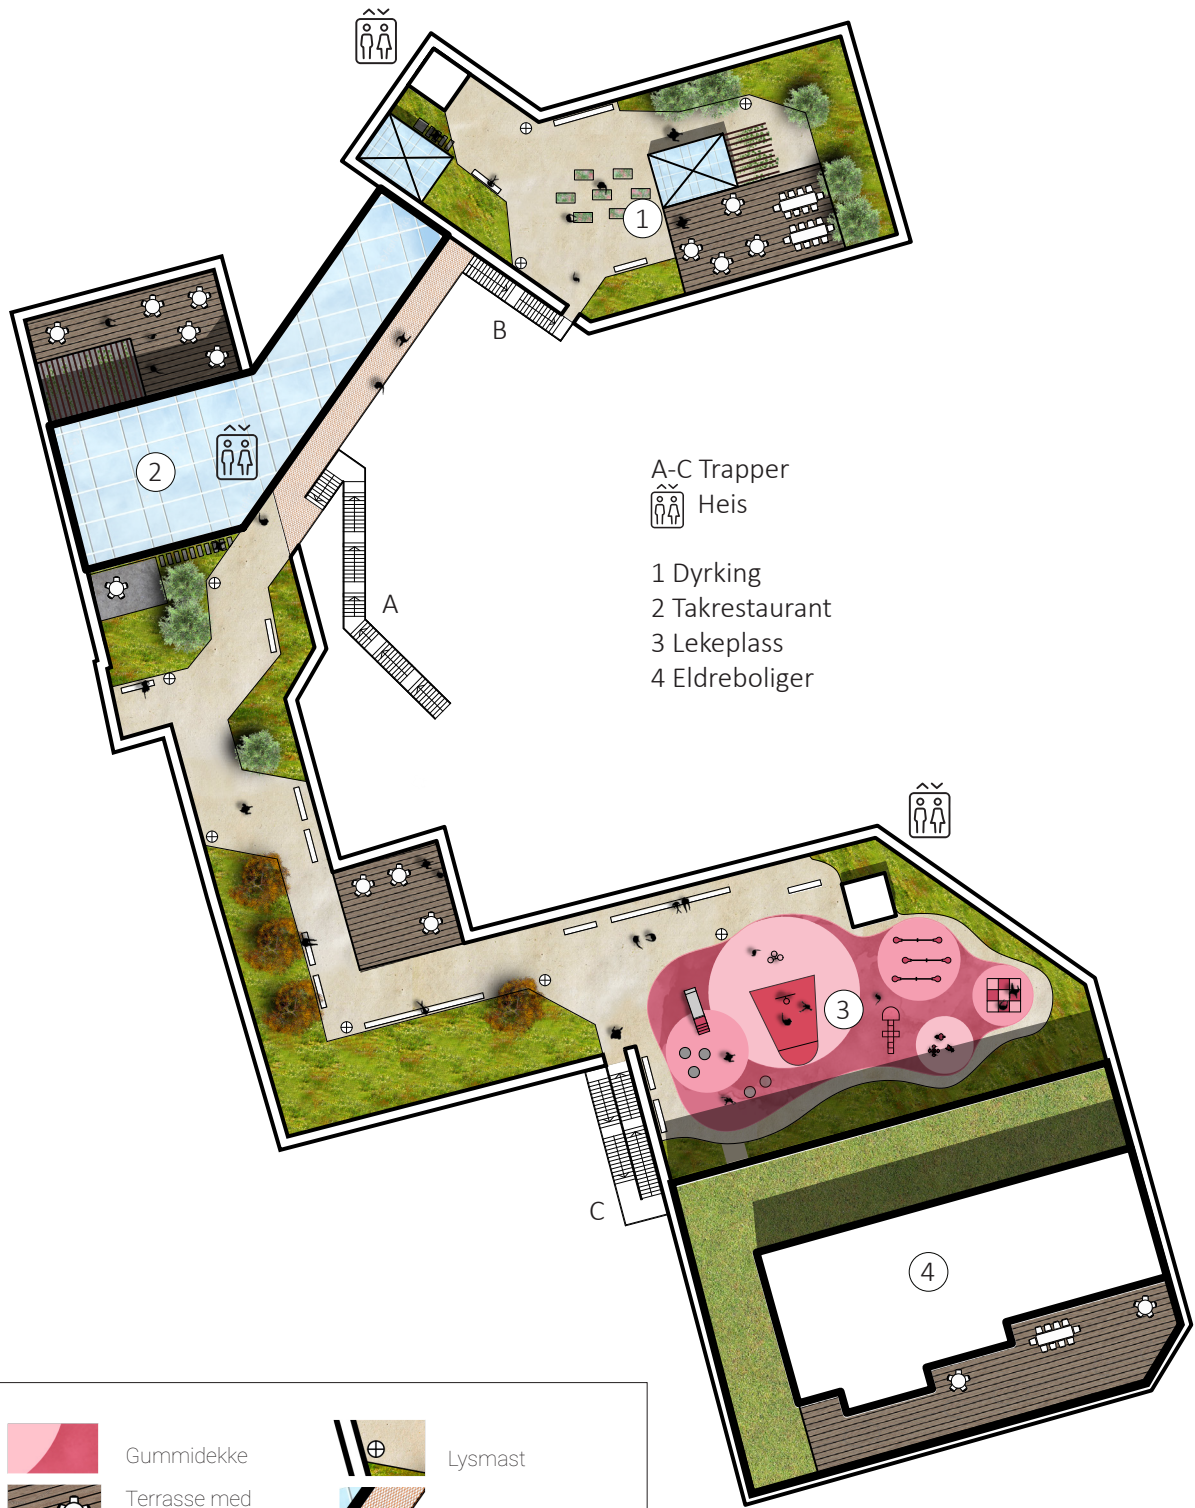 B
A-C Trapper
Heis
2
1
1 Dyrking
2 Takrestaurant
3 Lekeplass
4 Eldreboliger
A
3
C
4
Gummidekke
Lysmast
Terrasse med